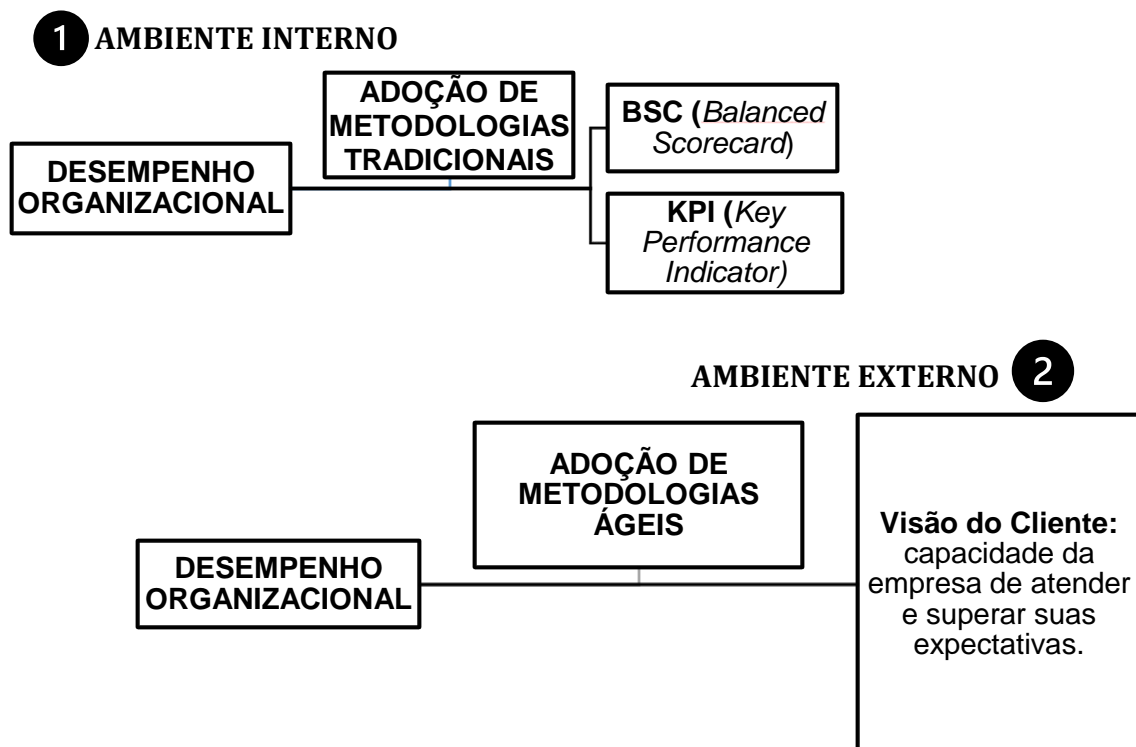 1 AMBIENTE INTERNO
ADOÇÃO DE
METODOLOGIAS
TRADICIONAIS
BSC (Balanced
Scorecard)
DESEMPENHO
ORGANIZACIONAL
KPI (Key
Performance
Indicator)
AMBIENTE EXTERNO 2
ADOÇÃO DE
METODOLOGIAS
ÁGEIS
DESEMPENHO
ORGANIZACIONAL
Visão do Cliente:
capacidade da
empresa de atender
e superar suas
expectativas.